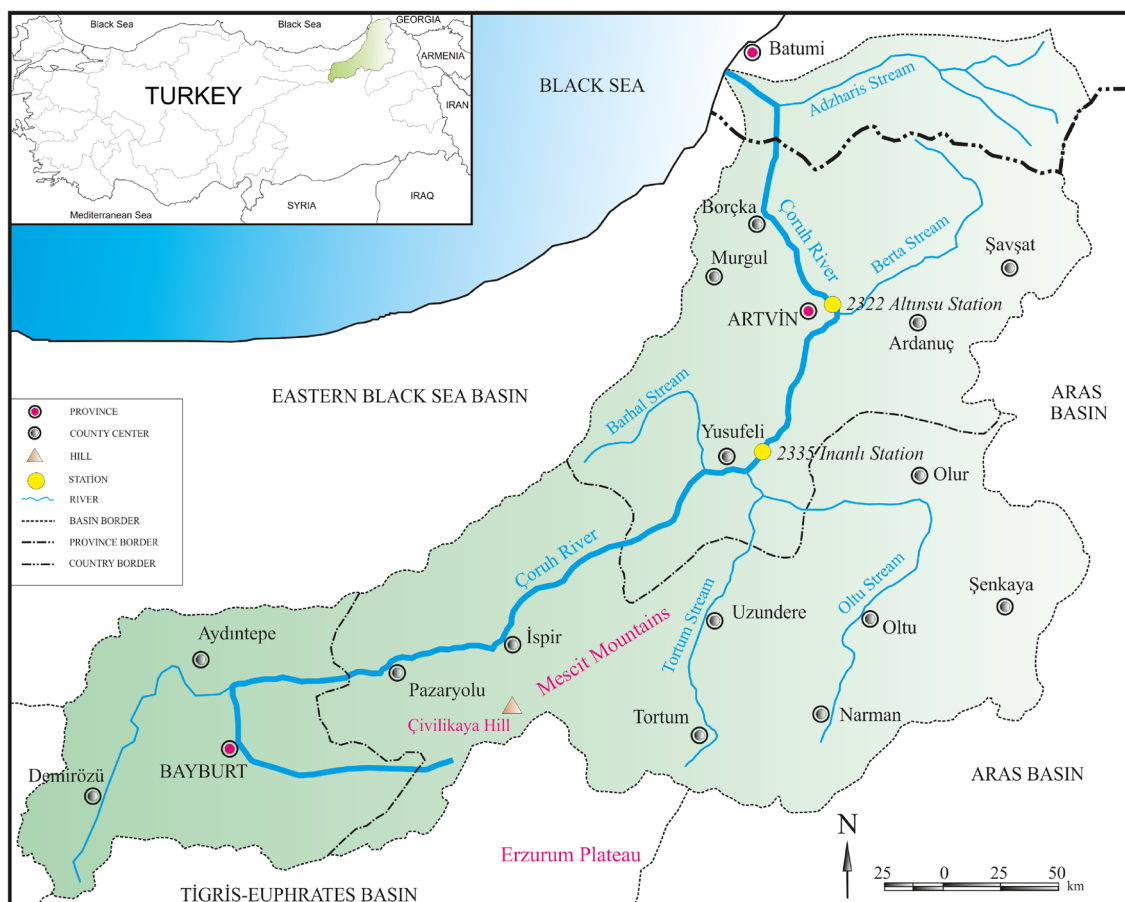 Black Sea
Black Sea
GEORGIA
ARMENIA
IRAN
TURKEY
IRAQ
SYRIA
Mediterranean Sea
BLACK SEA
Batumi
Adzharis Stream
Borçka
Çoruh River
Berta Stream
Şavşat
Murgul
2322 Altınsu Station
ARTVİN
Ardanuç
EASTERN BLACK SEA BASIN
ARAS
BASIN
Barhal Stream
Yusufeli
2335 Inanlı Station
Olur
PROVINCE
COUNTY CENTER
HILL
STATİON
RIVER
BASIN BORDER
PROVINCE BORDER
COUNTRY BORDER
Çoruh River
Tortum Stream
Oltu Stream
Şenkaya
Uzundere
Oltu
Aydıntepe
İspir
Mescit Mountains
Pazaryolu
Çivilikaya Hill
Tortum
Narman
BAYBURT
Demirözü
ARAS BASIN
Erzurum Plateau
N
TİGRİS-EUPHRATES BASIN
25 0 25 50
km